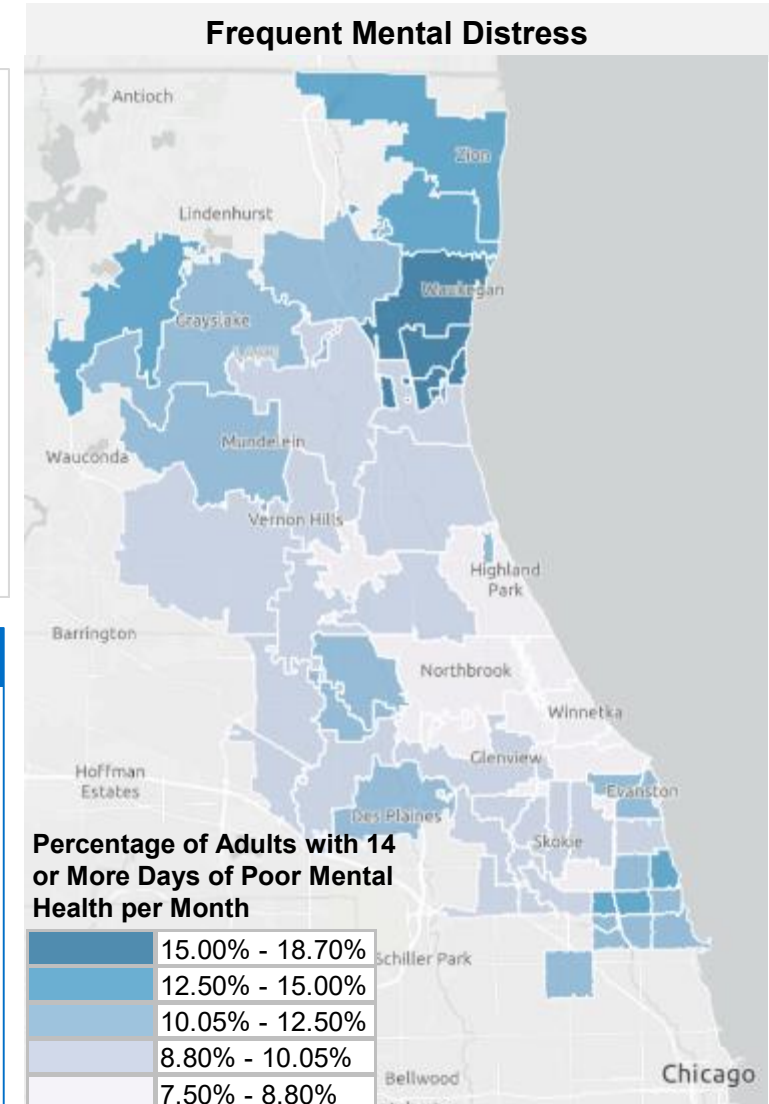 Frequent Mental Distress
Antioch
Zion
Lindenhurst
Waukegan
Grayslake
LAKE
Mundelein
Wauconda
Vernon Hills
Highland
Park
Barrington
Northbrook
Winnetka
Glenview
Hoffman
Estates
Evanston
Des Plaines
Skokie
Percentage of Adults with 14
or More Days of Poor Mental
Health per Month
15.00% - 18.70%
Schiller Park
12.50% - 15.00%
10.05% - 12.50%
8.80% - 10.05%
7.50% - 8.80%
Bellwood
Chicago